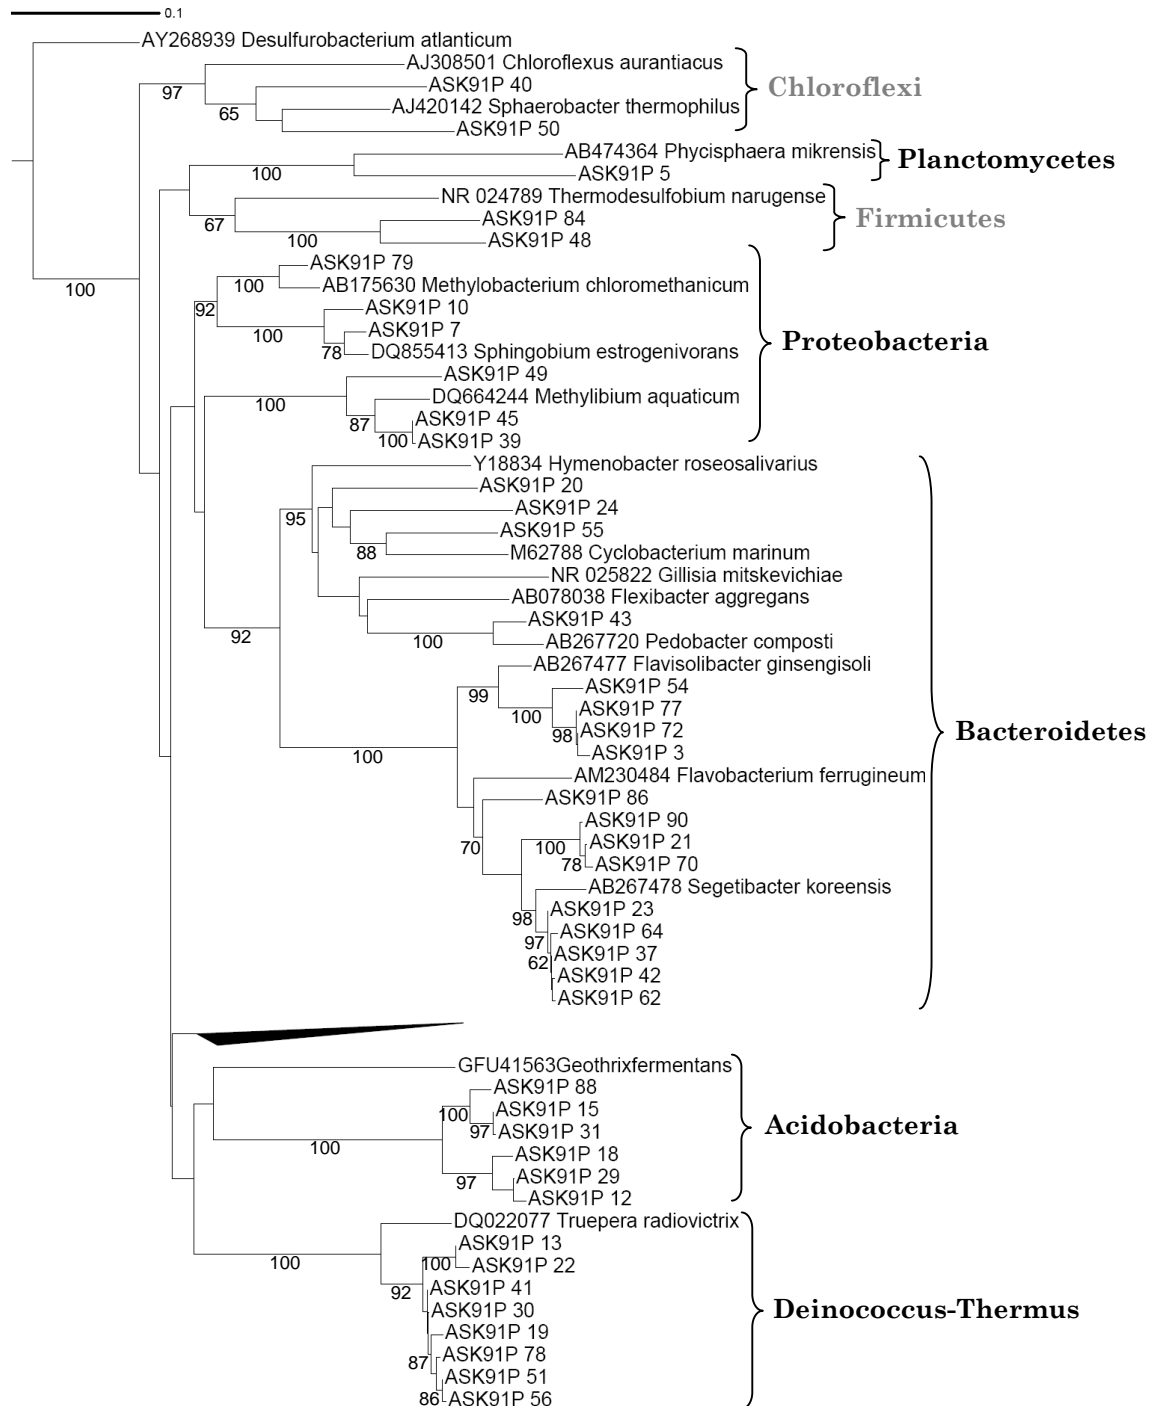 0.1
AY268939 Desulfurobacterium atlanticum
AJ308501 Chloroflexus aurantiacus
97
ASK91P 40
Chloroflexi
65
AJ420142 Sphaerobacter thermophilus
ASK91P 50
AB474364 Phycisphaera mikrensis
Planctomycetes
100
ASK91P 5
NR 024789 Thermodesulfobium narugense
67
ASK91P 84
Firmicutes
100
ASK91P 48
ASK91P 79
100
100
AB175630 Methylobacterium chloromethanicum
92
ASK91P 10
100
ASK91P 7
Proteobacteria
78
DQ855413 Sphingobium estrogenivorans
ASK91P 49
100
DQ664244 Methylibium aquaticum
87
ASK91P 45
100
ASK91P 39
Y18834 Hymenobacter roseosalivarius
ASK91P 20
95
ASK91P 24
ASK91P 55
88
M62788 Cyclobacterium marinum
NR 025822 Gillisia mitskevichiae
AB078038 Flexibacter aggregans
ASK91P 43
92
100
AB267720 Pedobacter composti
AB267477 Flavisolibacter ginsengisoli
99
ASK91P 54
100
ASK91P 77
98
ASK91P 72
Bacteroidetes
100
ASK91P 3
AM230484 Flavobacterium ferrugineum
ASK91P 86
ASK91P 90
70
100
ASK91P 21
78
ASK91P 70
AB267478 Segetibacter koreensis
98
ASK91P 23
97
ASK91P 64
62
ASK91P 37
ASK91P 42
ASK91P 62
GFU41563Geothrixfermentans
ASK91P 88
100
ASK91P 15
97
ASK91P 31
Acidobacteria
100
ASK91P 18
97
ASK91P 29
ASK91P 12
DQ022077 Truepera radiovictrix
ASK91P 13
100
100
ASK91P 22
92
ASK91P 41
ASK91P 30
Deinococcus-Thermus
ASK91P 19
87
ASK91P 78
ASK91P 51
86
ASK91P 56